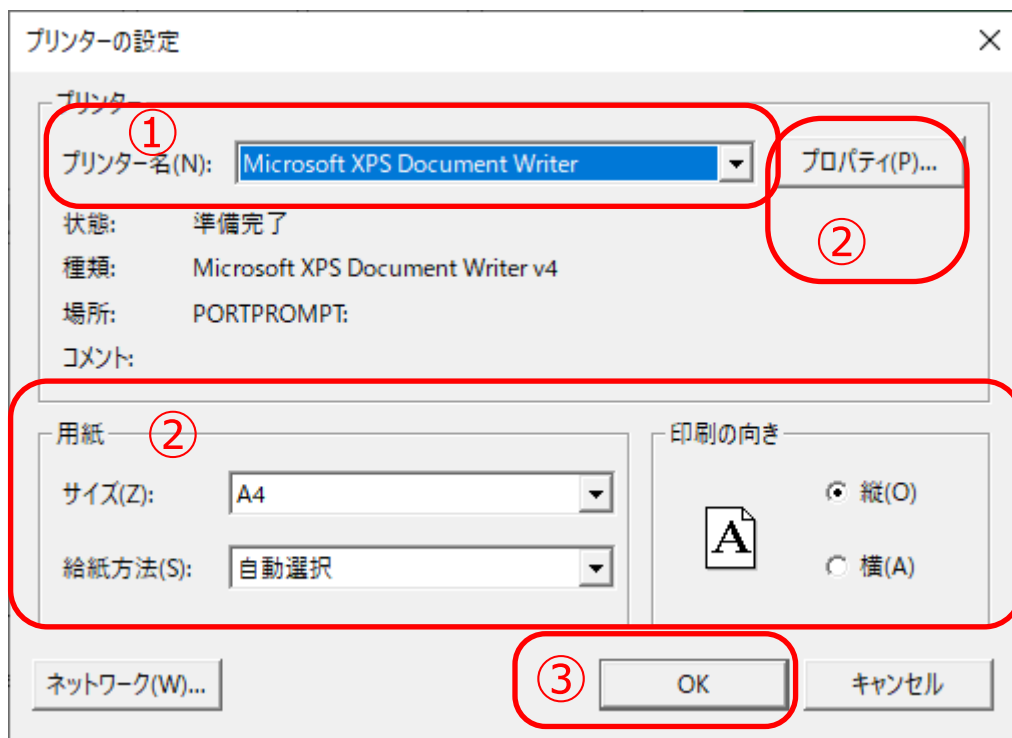 プリンターの設定
プリンター
①
プリンター名(N): Microsoft XPS Document Writer プロパティ(P)...
②
状態: 準備完了
種類: Microsoft XPS Document Writer v4
場所: PORTPROMPT:
コメント:
用紙 ②
サイズ(Z): A4
給紙方法(S): 自動選択
印刷の向き
A
縦(O)
横(A)
ネットワーク(W)... ③ OK キャンセル